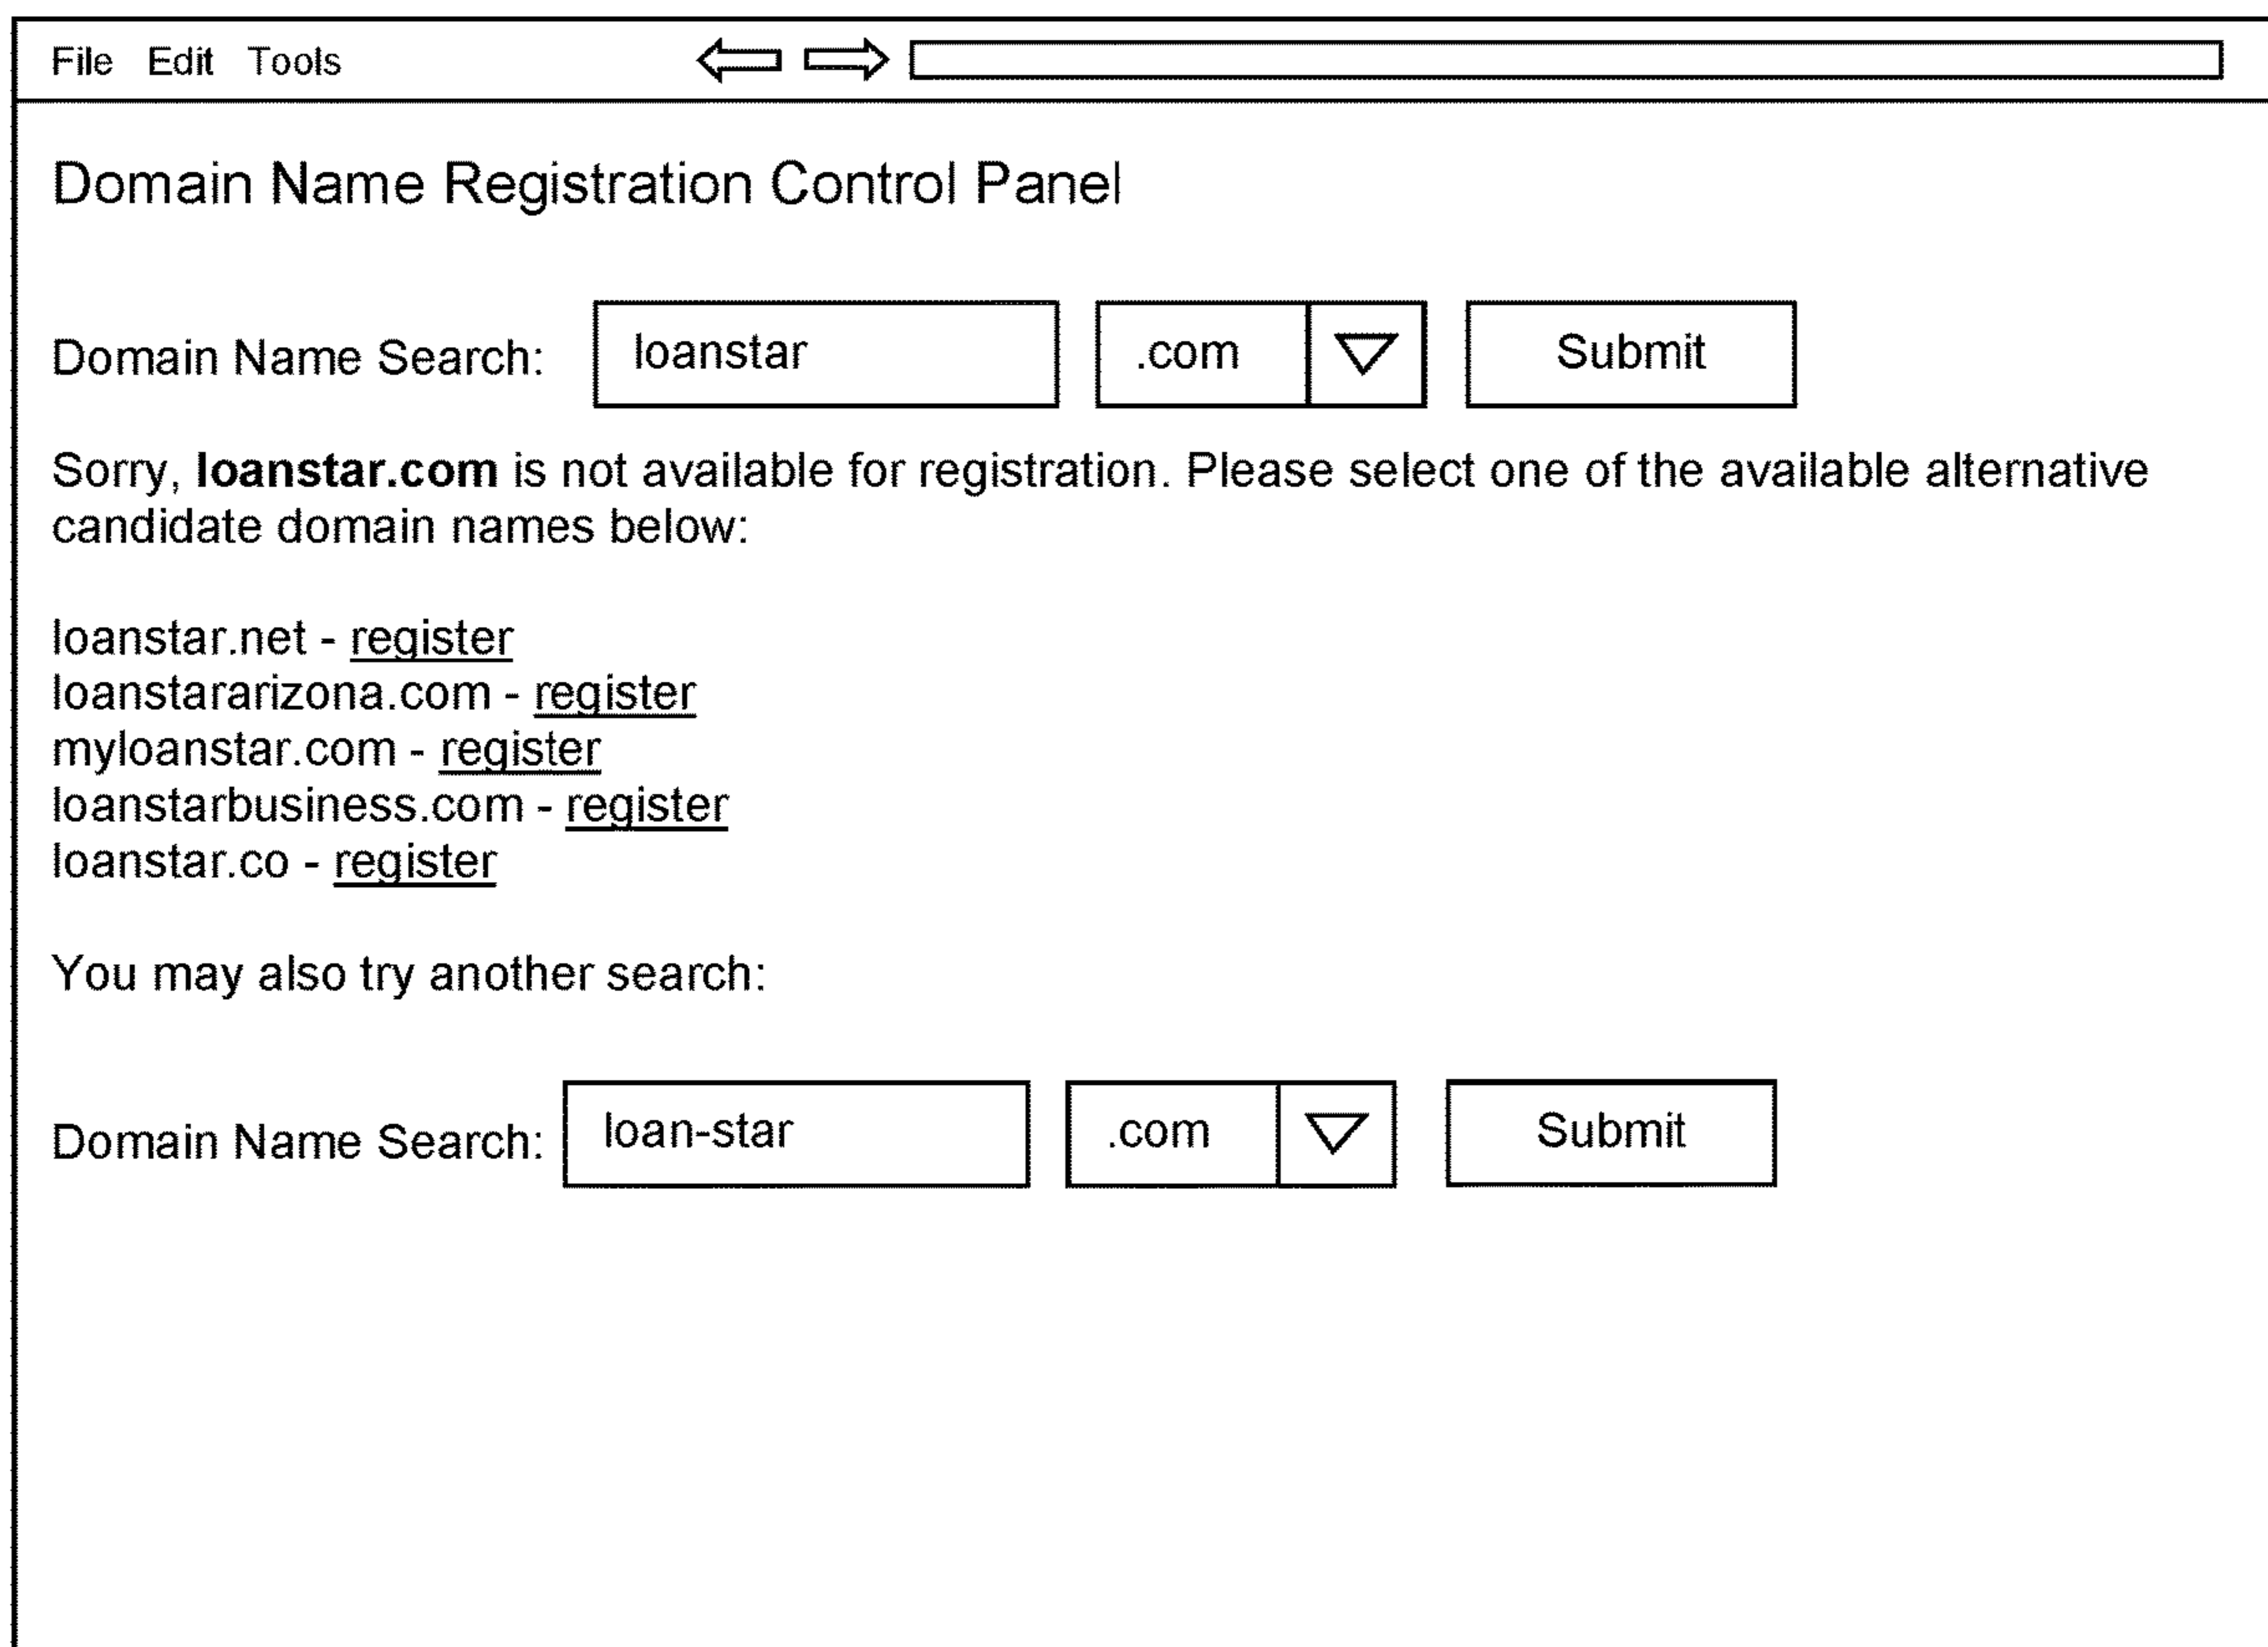 File Edit Tools
Domain Name Registration Control Panel
Domain Name Search: loanstar .com Submit
Sorry, loanstar.com is not available for registration. Please select one of the available alternative
candidate domain names below:
loanstar.net - register
loanstararizona.com - register
myloanstar.com - register
loanstarbusiness.com - register
loanstar.co - register
You may also try another search:
Domain Name Search: loan-star .com Submit